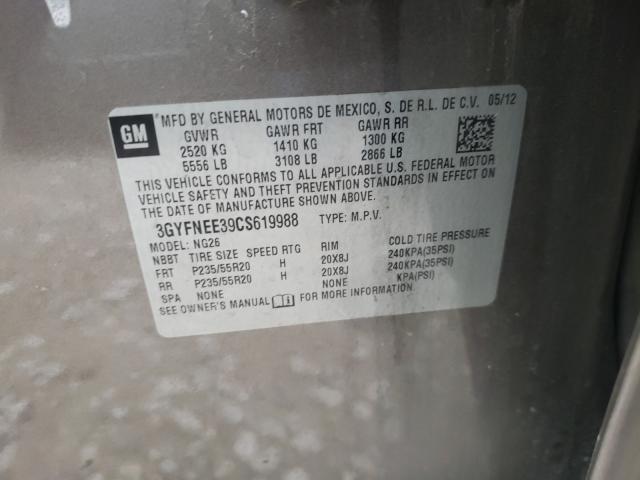 GM
MFD BY GENERAL MOTORS DE MEXICO, S. DE R.L. DE C.V. 05/12
GVWR GAWR FRT GAWR RR
2520 KG 1410 KG 1300 KG
5556 LB 3108 LB 2866 LB
THIS VEHICLE CONFORMS TO ALL APPLICABLE U.S. FEDERAL MOTOR
VEHICLE SAFETY AND THEFT PREVENTION STANDARDS IN EFFECT ON
THE DATE OF MANUFACTURE SHOWN ABOVE.
3GYFNEE39CS619988 TYPE: M.P.V.
MODEL: NG26
NBBT TIRE SIZE SPEED RTG RIM COLD TIRE PRESSURE
FRT P235/55R20 H 20X8J 240KPA(35PSI)
RR P235/55R20 H 20X8J 240KPA(35PSI)
SPA NONE NONE KPA(PSI)
SEE OWNER'S MANUAL FOR MORE INFORMATION.